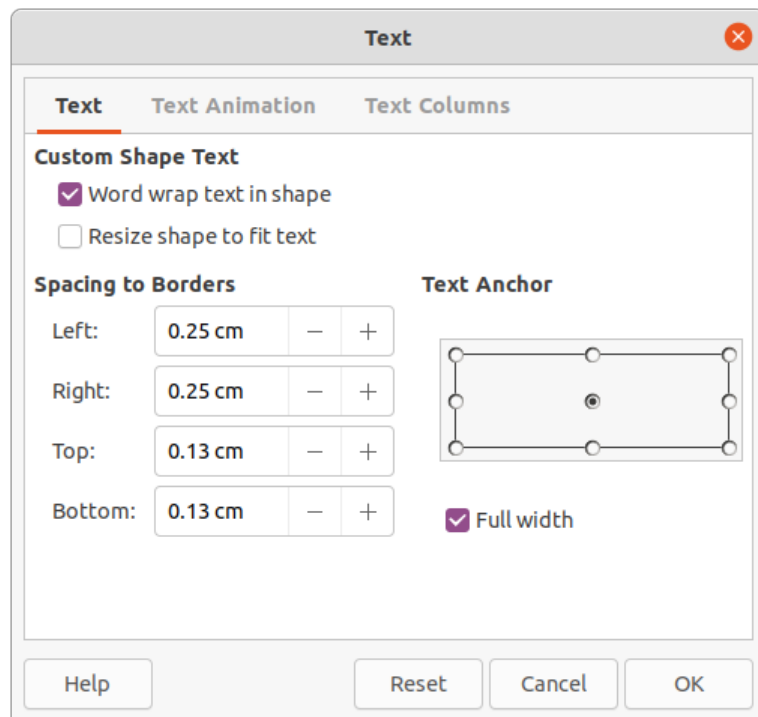 Text
Text Text Animation Text Columns
Custom Shape Text
Word wrap text in shape
Resize shape to fit text
Spacing to Borders
Left: 0.25 cm
Right: 0.25 cm
Top: 0.13 cm
Bottom: 0.13 cm
Text Anchor
Full width
Help Reset Cancel OK